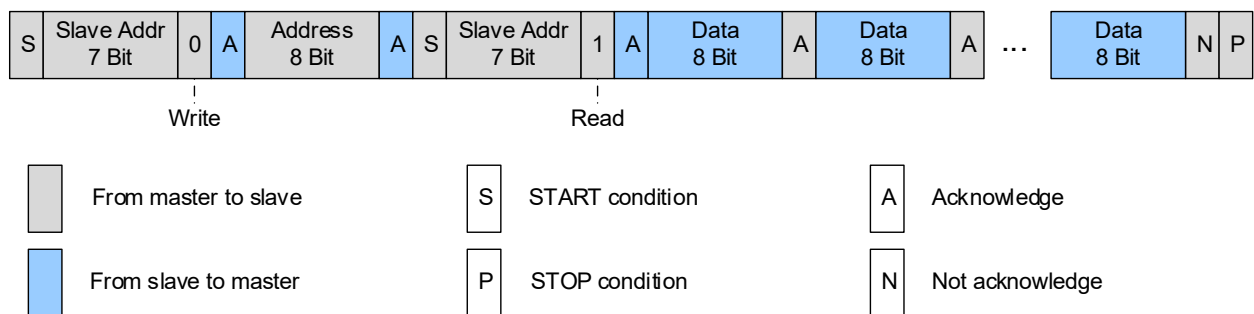 S Slave Addr 7 Bit 0 A Address 8 Bit A S Slave Addr 7 Bit 1 A Data 8 Bit A Data 8 Bit A ... Data 8 Bit N P
Write Read
From master to slave S START condition A Acknowledge
From slave to master P STOP condition N Not acknowledge